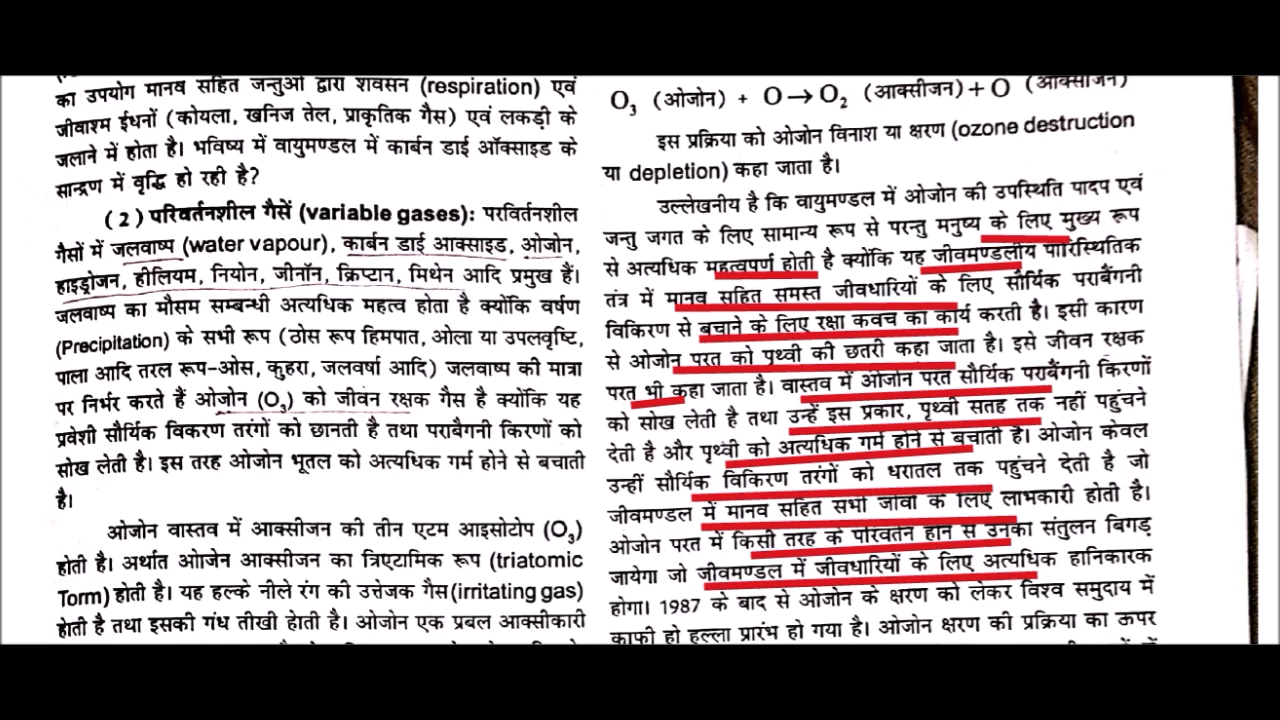 का उपयोग मानव सहित जन्तुओं द्वारा शवसन (respiration) एवं
जीवाश्म ईधनों (कोयला, खनिज तेल, प्राकृतिक गैस) एवं लकड़ी के
जलाने में होता है। भविष्य में वायुमण्डल में कार्बन डाई ऑक्साइड के
सान्द्रण में वृद्धि हो रही है?
(2) परिवर्तनशील गैसें (variable gases): परवर्तिनशील
गैसों में जलवाष्प (water vapour), कार्बन डाई आक्साइड, ओजोन,
हाइड्रोजन, हीलियम, नियोन, जीनॉन, क्रिप्टान, मिथेन आदि प्रमुख हैं।
जलवाष्प का मौसम सम्बन्धी अत्यधिक महत्व होता है क्योंकि वर्षण
(Precipitation) के सभी रूप (ठोस रूप हिमपात, ओला या उपलवृष्टि,
पाला आदि तरल रूप-ओस, कुहरा, जलवर्षा आदि) जलवाष्प की मात्रा
पर निर्भर करते हैं ओजोन (O₃) को जीवन रक्षक गैस है क्योंकि यह
प्रवेशी सौर्यिक विकरण तरंगों को छानती है तथा पराबैगनी किरणों को
सोख लेती है। इस तरह ओजोन भूतल को अत्यधिक गर्म होने से बचाती
है।
ओजोन वास्तव में आक्सीजन की तीन एटम आइसोटोप (O₃)
होती है। अर्थात ओाजेन आक्सीजन का त्रिएटामिक रूप (triatomic
Torm) होती है। यह हल्के नीले रंग की उत्तेजक गैस (irritating gas)
होती है तथा इसकी गंध तीखी होती है। ओजोन एक प्रबल आक्सीकारी
O₃ (ओजोन) + O → O₂ (आक्सीजन) + O (आक्सीजन)
इस प्रक्रिया को ओजोन विनाश या क्षरण (ozone destruction
या depletion) कहा जाता है।
उल्लेखनीय है कि वायुमण्डल में ओजोन की उपस्थिति पादप एवं
जन्तु जगत के लिए सामान्य रूप से परन्तु मनुष्य के लिए मुख्य रूप
से अत्यधिक महत्वपर्ण होती है क्योंकि यह जीवमण्डलीय पारिस्थितिक
तंत्र में मानव सहित समस्त जीवधारियों के लिए सौर्यिक पराबैंगनी
विकिरण से बचाने के लिए रक्षा कवच का कार्य करती है। इसी कारण
से ओजोन परत को पृथ्वी की छतरी कहा जाता है। इसे जीवन रक्षक
परत भी कहा जाता है। वास्तव में ओजोन परत सौर्यिक पराबैंगनी किरणों
को सोख लेती है तथा उन्हें इस प्रकार, पृथ्वी सतह तक नहीं पहुंचने
देती है और पृथ्वी को अत्यधिक गर्म होने से बचाती है। ओजोन केवल
उन्हीं सौर्यिक विकिरण तरंगों को धरातल तक पहुंचने देती है जो
जीवमण्डल में मानव सहित सभी जीवों के लिए लाभकारी होती है।
ओजोन परत में किसी तरह के परिवर्तन होने से उनका संतुलन बिगड़
जायेगा जो जीवमण्डल में जीवधारियों के लिए अत्यधिक हानिकारक
होगा। 1987 के बाद से ओजोन के क्षरण को लेकर विश्व समुदाय में
काफी हो हल्ला प्रारंभ हो गया है। ओजोन क्षरण की प्रक्रिया का ऊपर